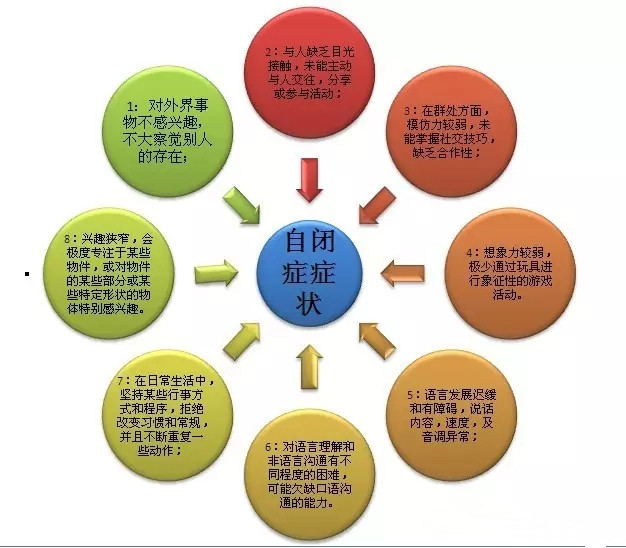 1：对外界事
物不感兴趣，
不大察觉别人
的存在；
2：与人缺乏目光
接触，未能主动
与人交往，分享
或参与活动；
3：在群处方面，
模仿力较弱，未
能掌握社交技巧，
缺乏合作性；
4：想象力较弱，
极少通过玩具进
行象征性的游戏
活动。
5：语言发展迟缓
和有障碍，说话
内容，速度，及
音调异常；
6：对语言理解和
非语言沟通有不
同程度的困难，
可能欠缺口语沟
通的能力。
7：在日常生活中，
坚持某些行事方
式和程序，拒绝
改变习惯和常规，
并且不断重复一
些动作；
8：兴趣狭窄，会
极度专注于某些
物件，或对物件
的某些部分或某
些特定形状的物
体特别感兴趣。
自闭
症症
状